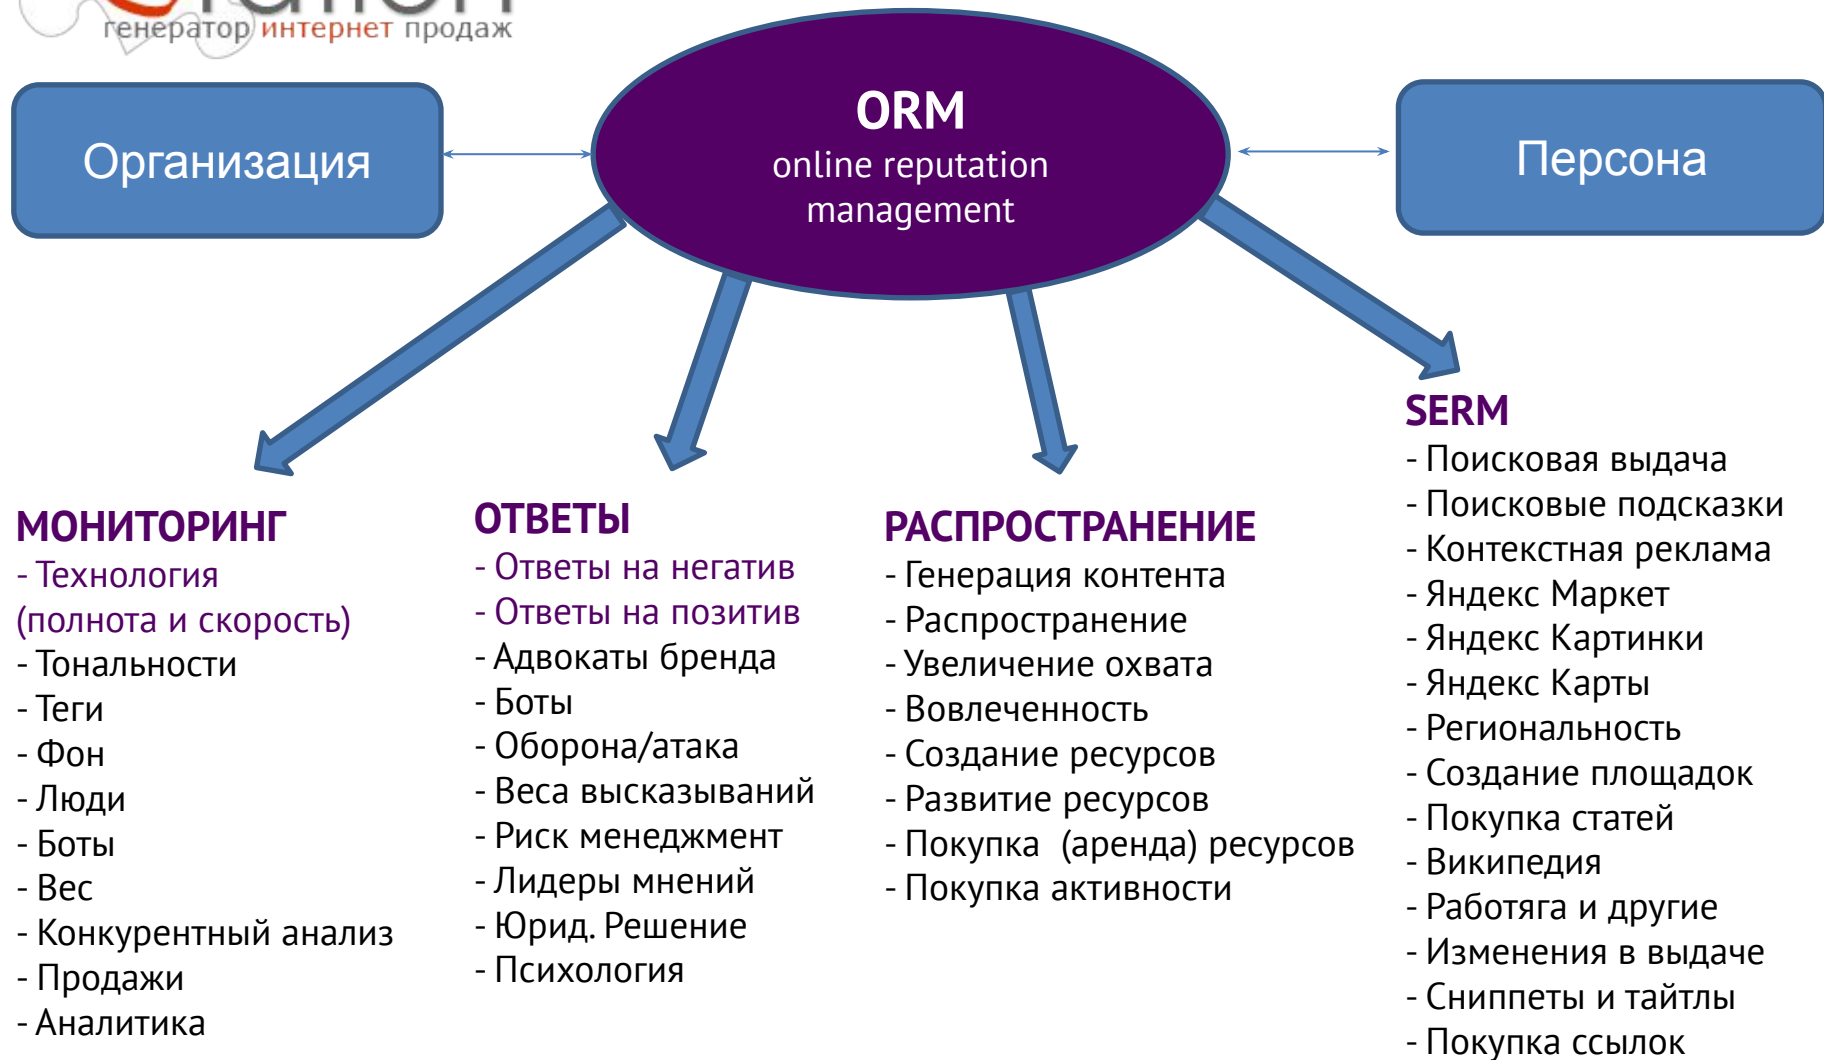 генератор интернет продаж
Организация
ORM
online reputation
management
Персона
МОНИТОРИНГ
- Технология
(полнота и скорость)
- Тональности
- Теги
- Фон
- Люди
- Боты
- Вес
- Конкурентный анализ
- Продажи
- Аналитика
ОТВЕТЫ
- Ответы на негатив
- Ответы на позитив
- Адвокаты бренда
- Боты
- Оборона/атака
- Веса высказываний
- Риск менеджмент
- Лидеры мнений
- Юрид. Решение
- Психология
РАСПРОСТРАНЕНИЕ
- Генерация контента
- Распространение
- Увеличение охвата
- Вовлеченность
- Создание ресурсов
- Развитие ресурсов
- Покупка  (аренда) ресурсов
- Покупка активности
SERM
- Поисковая выдача
- Поисковые подсказки
- Контекстная реклама
- Яндекс Маркет
- Яндекс Картинки
- Яндекс Карты
- Региональность
- Создание площадок
- Покупка статей
- Википедия
- Работяга и другие
- Изменения в выдаче
- Сниппеты и тайтлы
- Покупка ссылок